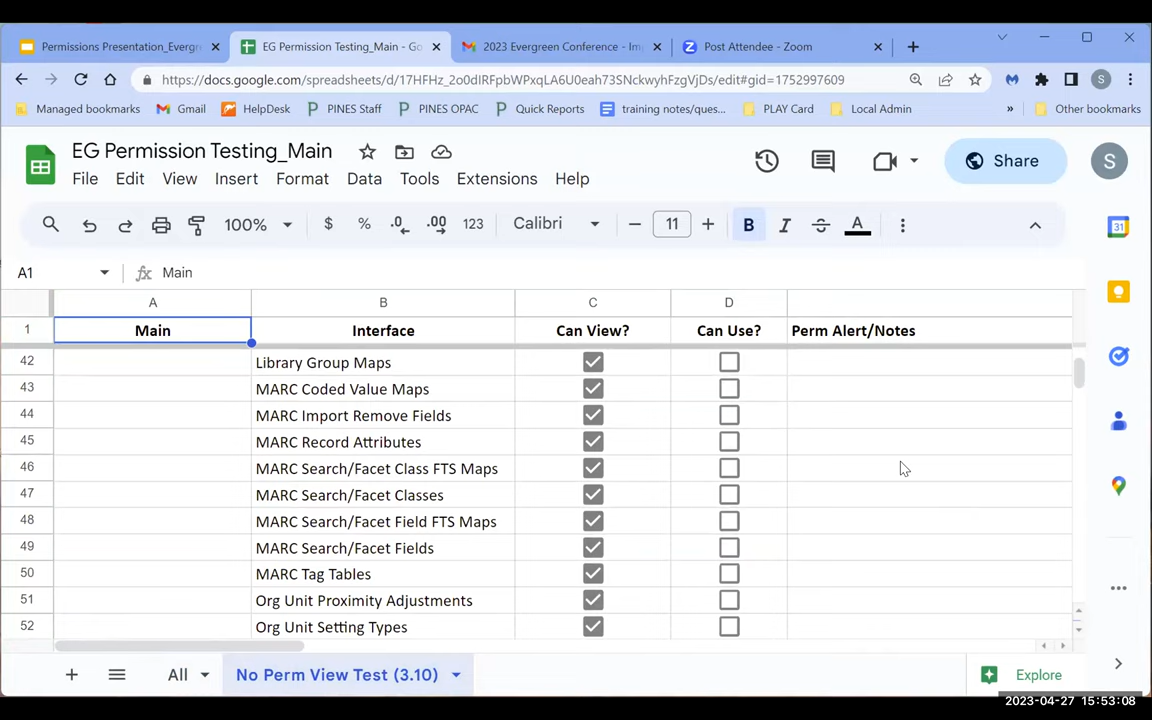 Permissions Presentation_Evergr
EG Permission Testing_Main - Go
2023 Evergreen Conference - Im
Post Attendee - Zoom
https://docs.google.com/spreadsheets/d/17HFHz_2o0dIRFpbWPxqLA6U0eah73SNckwyhFzgVjDs/edit#gid=1752997609
S
Managed bookmarks
Gmail
HelpDesk
PINES Staff
PINES OPAC
Quick Reports
training notes/ques...
PLAY Card
Local Admin
»
Other bookmarks
EG Permission Testing_Main
Share
S
File Edit View Insert Format Data Tools Extensions Help
100% $ % .0 .00 123 Calibri - 11 + B I S A
31
A1 fx Main
A B C D
1 Main Interface Can View? Can Use? Perm Alert/Notes
42 Library Group Maps
43 MARC Coded Value Maps
44 MARC Import Remove Fields
45 MARC Record Attributes
46 MARC Search/Facet Class FTS Maps
47 MARC Search/Facet Classes
48 MARC Search/Facet Field FTS Maps
49 MARC Search/Facet Fields
50 MARC Tag Tables
51 Org Unit Proximity Adjustments
52 Org Unit Setting Types
All
No Perm View Test (3.10)
Explore
2023-04-27 15:53:08